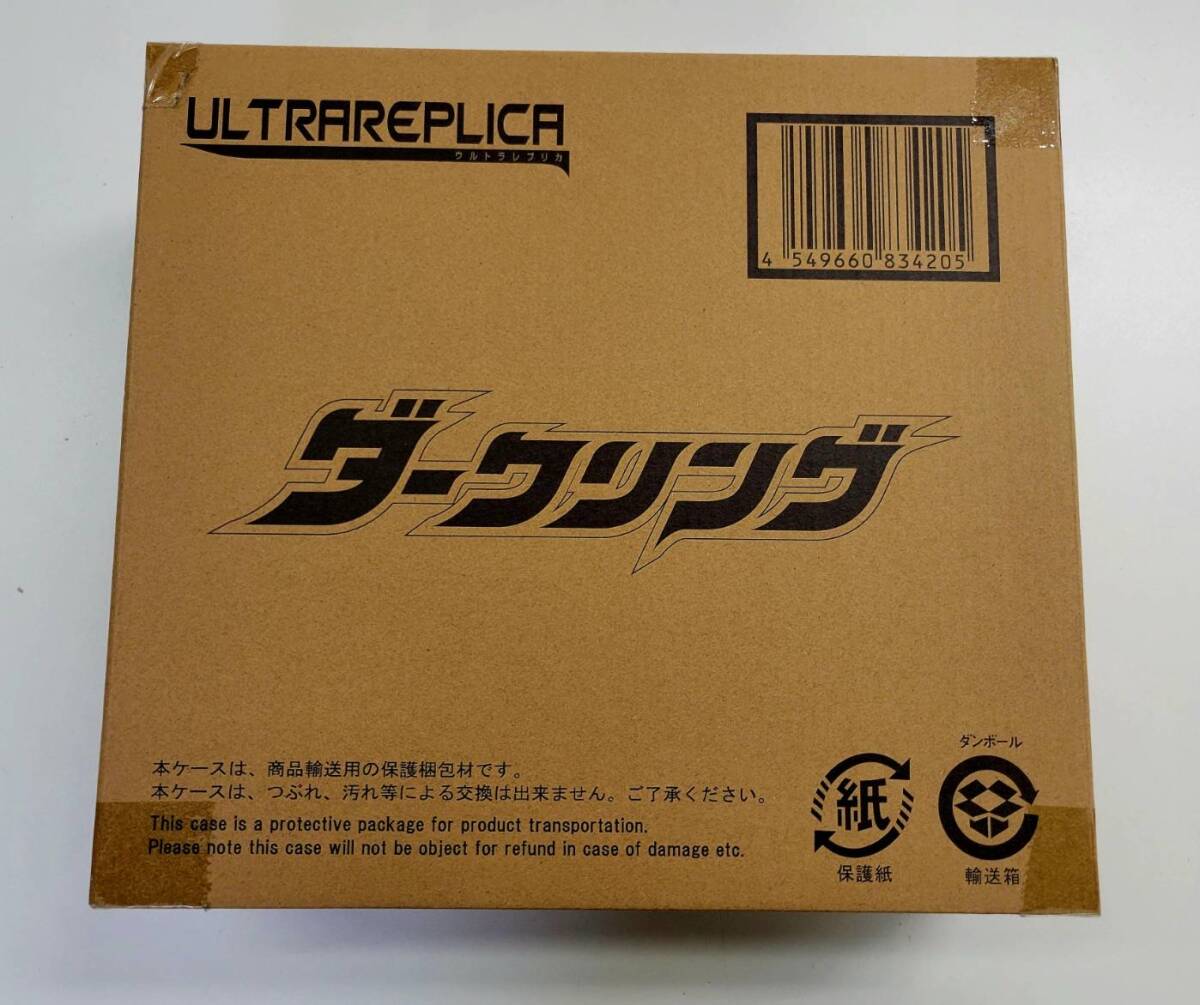 ULTRAREPLICA
ウルトラレプリカ
4 549660 834205
ダークリング
本ケースは、商品輸送用の保護梱包材です。
本ケースは、つぶれ、汚れ等による交換は出来ません。ご了承ください。
This case is a protective package for product transportation.
Please note this case will not be object for refund in case of damage etc.
紙
保護紙
ダンボール
輸送箱